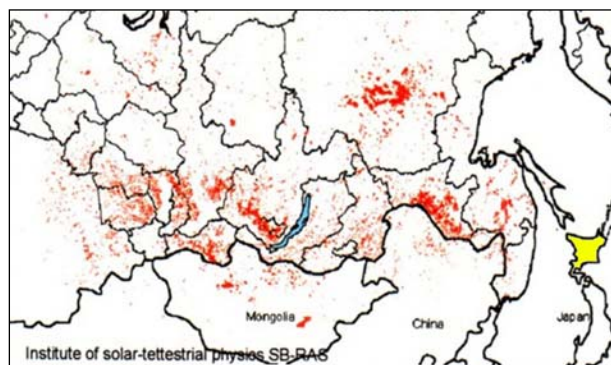 Mongolia
China
Japan
Institute of solar-tettestrial physics SB-RAS